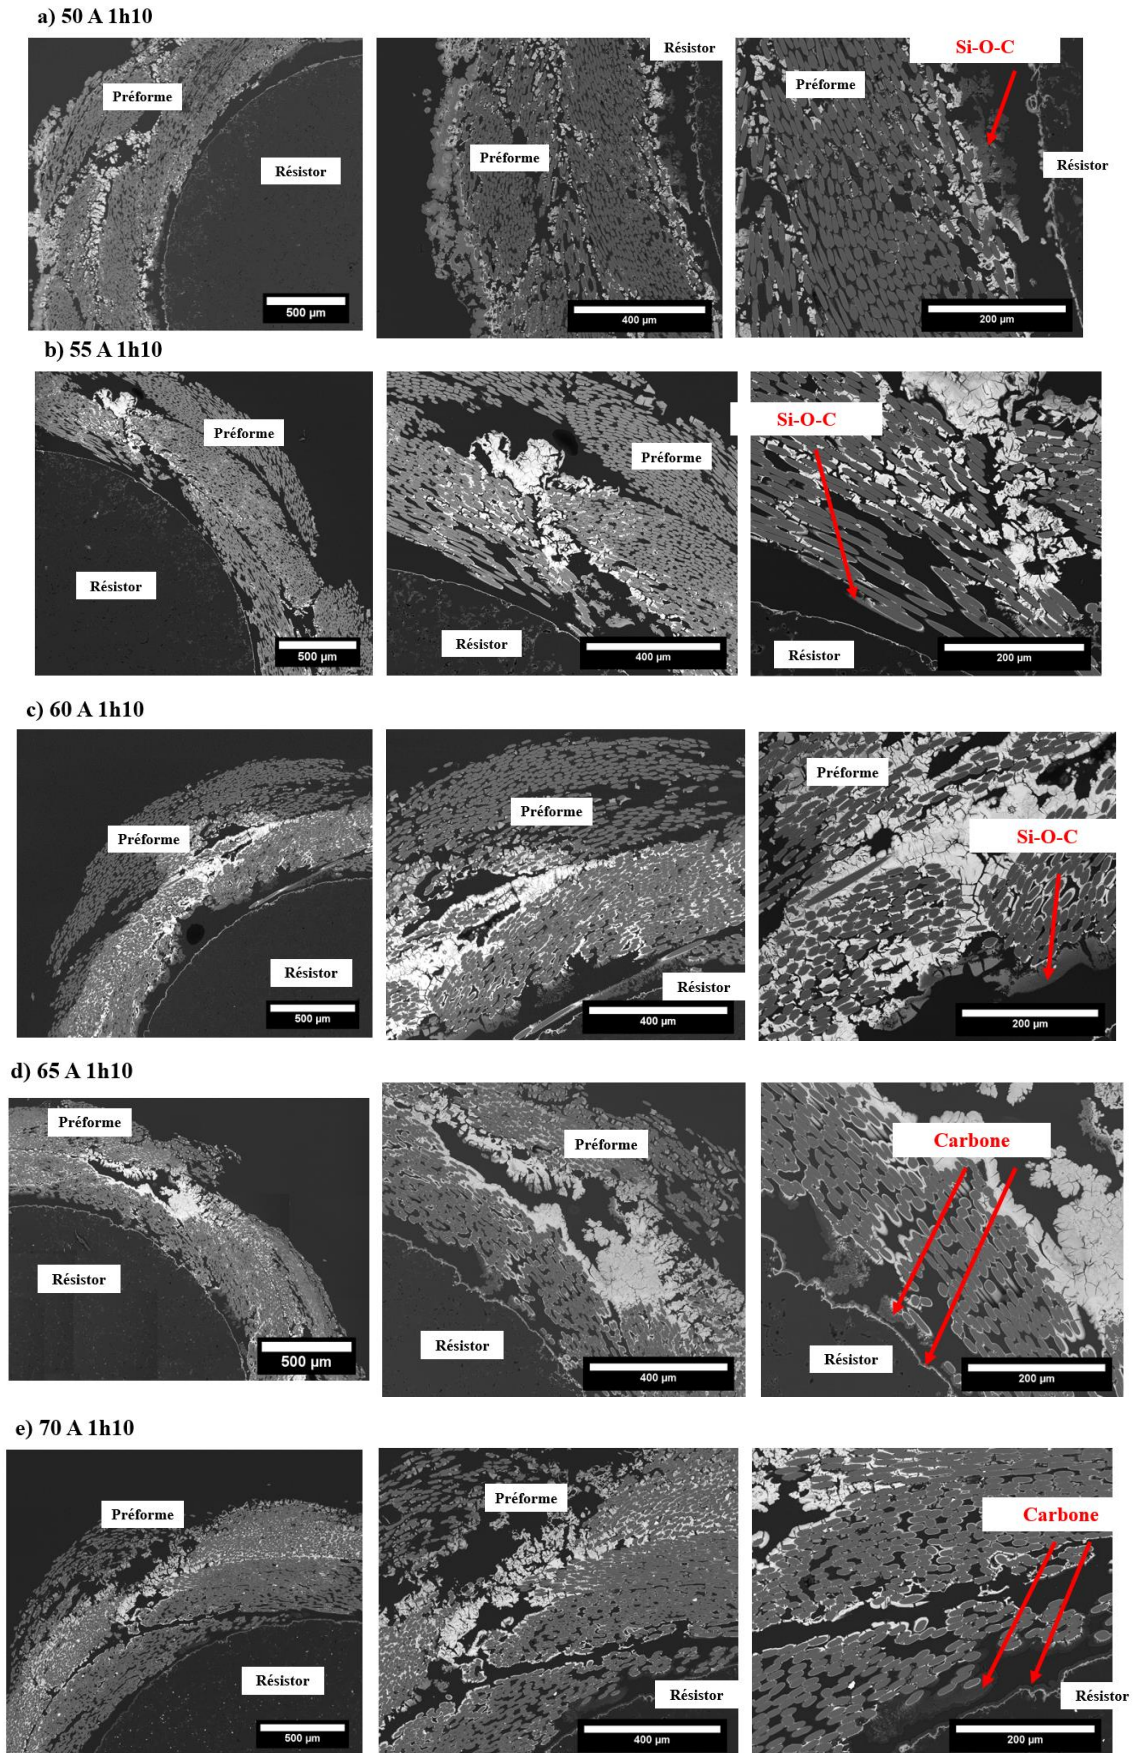 a) 50 A 1h10
Préforme
Résistor
500 µm
Résistor
Préforme
400 µm
Si-O-C
Préforme
Résistor
200 µm
b) 55 A 1h10
Préforme
Résistor
500 µm
Préforme
Résistor
400 µm
Si-O-C
Résistor
200 µm
c) 60 A 1h10
Préforme
Résistor
500 µm
Préforme
Résistor
400 µm
Préforme
Si-O-C
200 µm
d) 65 A 1h10
Préforme
Résistor
500 µm
Préforme
Résistor
400 µm
Carbone
Résistor
200 µm
e) 70 A 1h10
Préforme
Résistor
500 µm
Préforme
Résistor
400 µm
Carbone
Résistor
200 µm